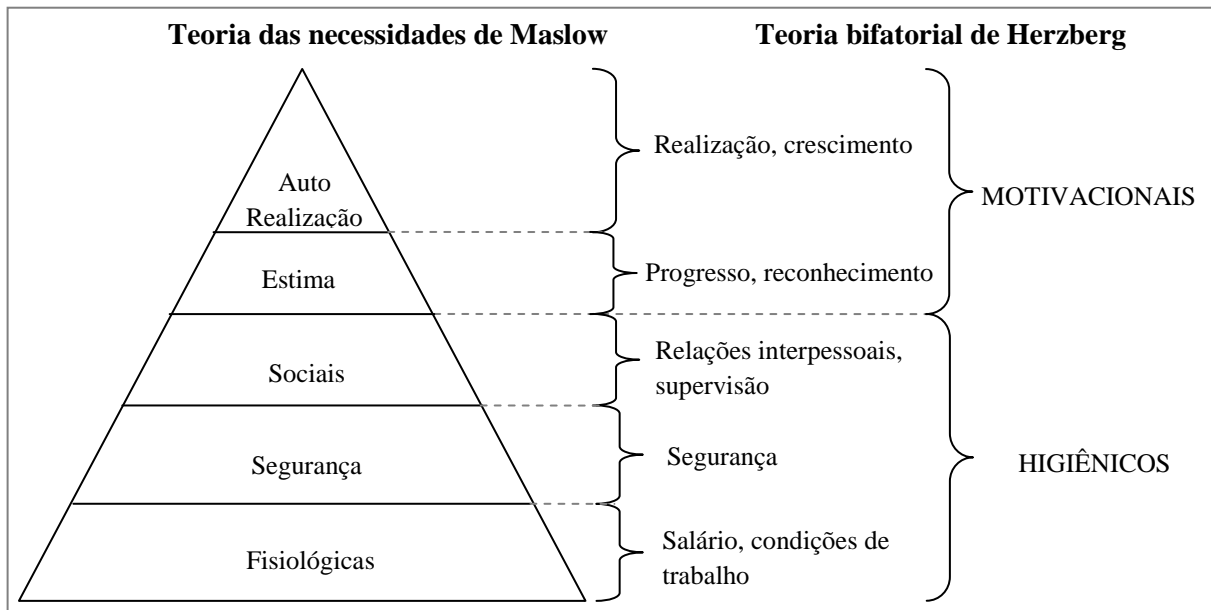 Teoria das necessidades de Maslow
Teoria bifatorial de Herzberg
Auto
Realização
Realização, crescimento
MOTIVACIONAIS
Estima
Progresso, reconhecimento
Sociais
Relações interpessoais,
supervisão
Segurança
Segurança
HIGIÊNICOS
Fisiológicas
Salário, condições de
trabalho